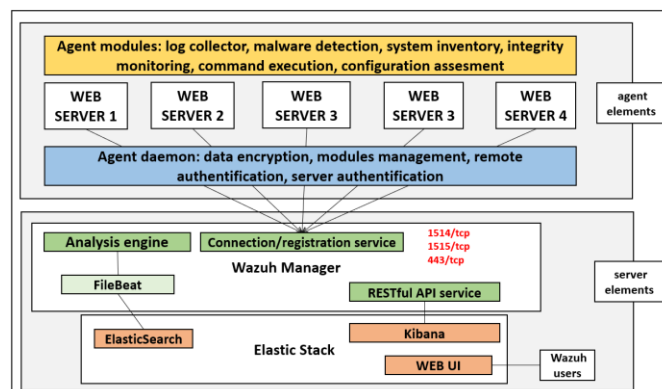 Agent modules: log collector, malware detection, system inventory, integrity
monitoring, command execution, configuration assesment
WEB
SERVER 1
WEB
SERVER 2
WEB
SERVER 3
WEB
SERVER 3
WEB
SERVER 4
agent
elements
Agent daemon: data encryption, modules management, remote
authentification, server authentification
Analysis engine
Connection/registration service
1514/tcp
1515/tcp
443/tcp
Wazuh Manager
FileBeat
RESTful API service
server
elements
ElasticSearch
Kibana
Elastic Stack
WEB UI
Wazuh
users